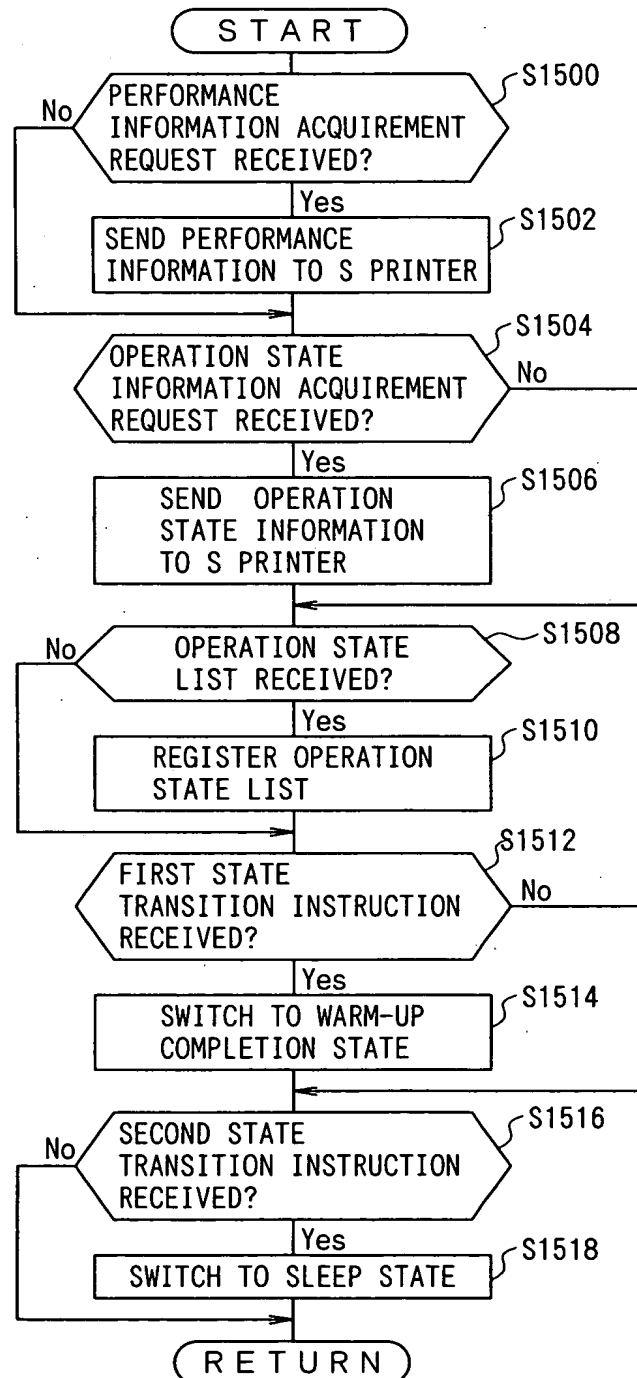 START
S1500
No
PERFORMANCE
INFORMATION ACQUIREMENT
REQUEST RECEIVED?
Yes
S1502
SEND PERFORMANCE
INFORMATION TO S PRINTER
S1504
OPERATION STATE
INFORMATION ACQUIREMENT
REQUEST RECEIVED?
No
Yes
S1506
SEND OPERATION
STATE INFORMATION
TO S PRINTER
S1508
No
OPERATION STATE
LIST RECEIVED?
Yes
S1510
REGISTER OPERATION
STATE LIST
S1512
FIRST STATE
TRANSITION INSTRUCTION
RECEIVED?
No
Yes
S1514
SWITCH TO WARM-UP
COMPLETION STATE
S1516
No
SECOND STATE
TRANSITION INSTRUCTION
RECEIVED?
Yes
S1518
SWITCH TO SLEEP STATE
RETURN